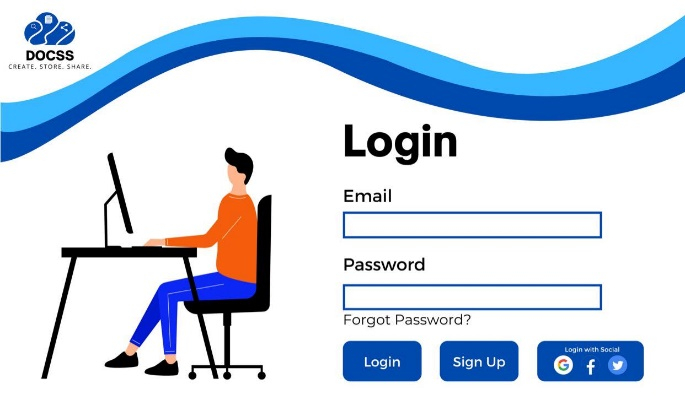 DOCSS
CREATE. STORE. SHARE.
Login
Email
Password
Forgot Password?
Login
Sign Up
Login with Social